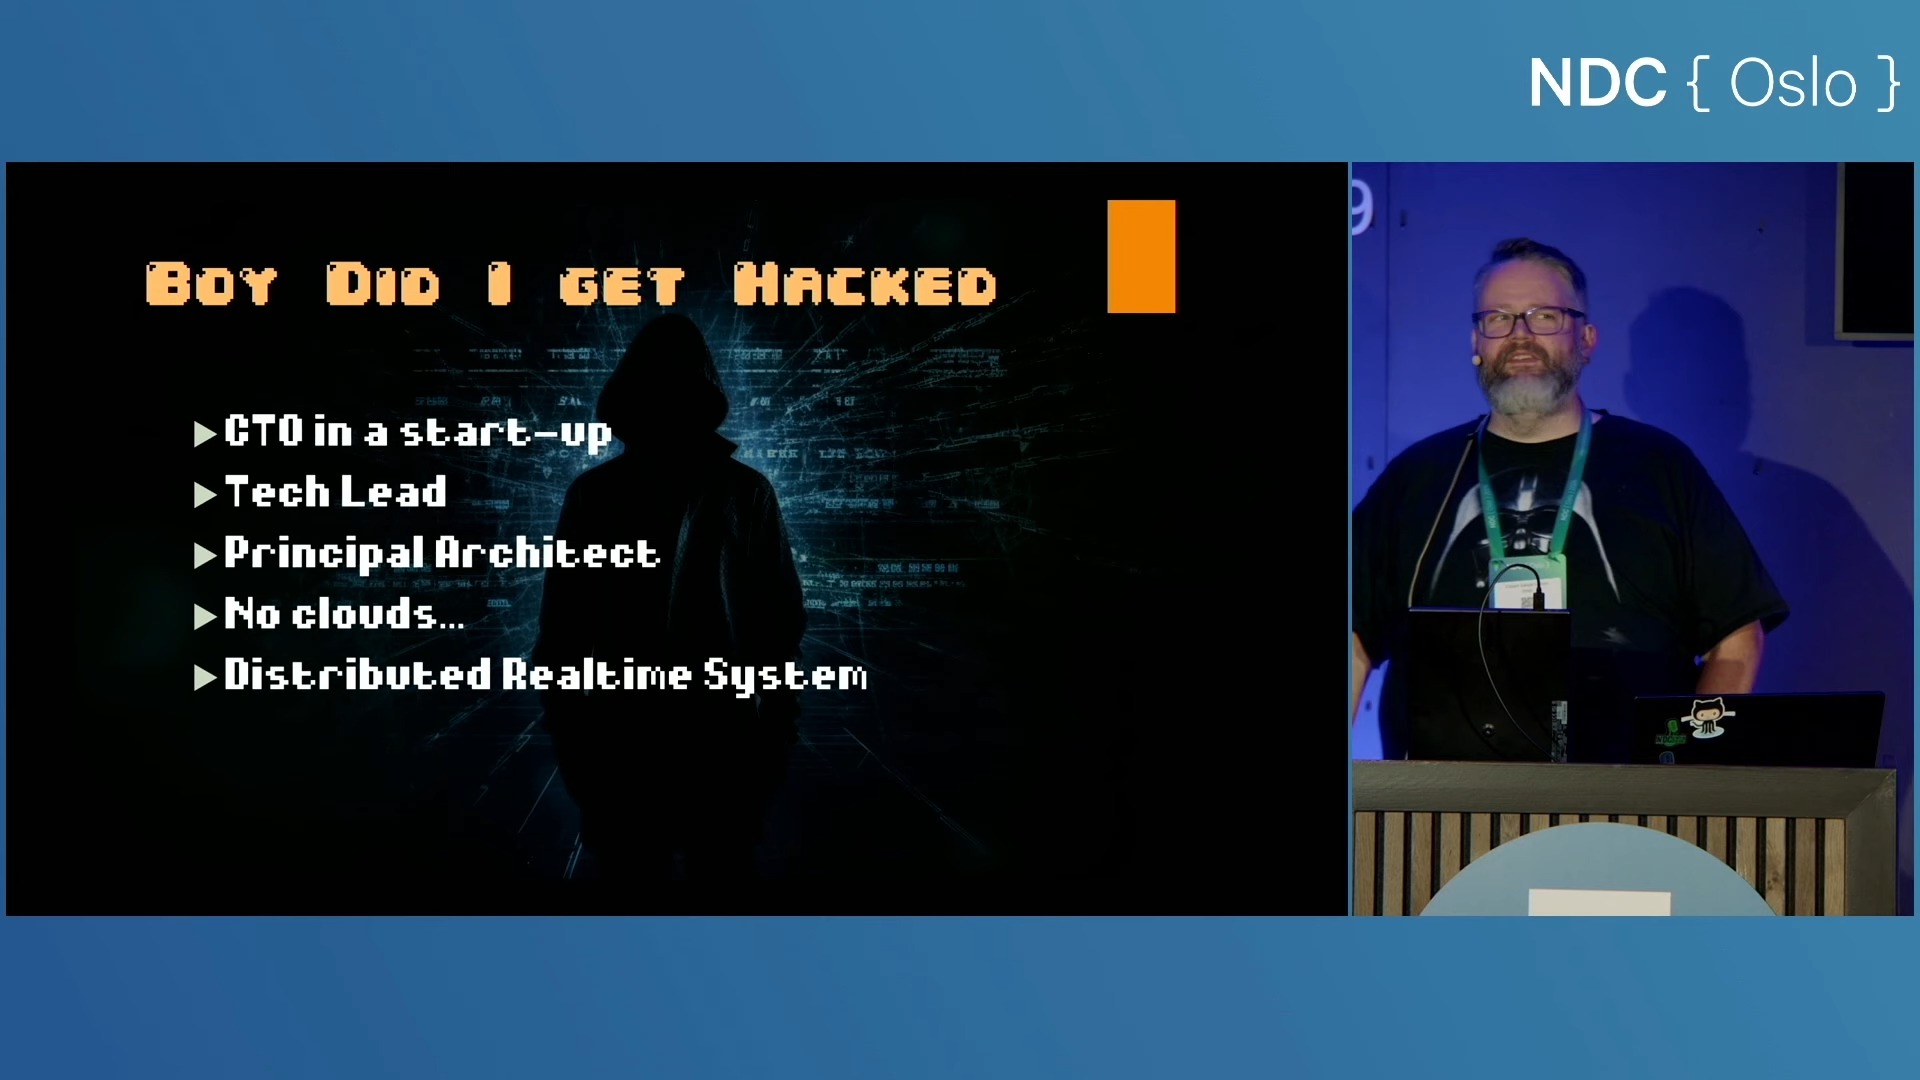 NDC { Oslo }
9
Boy Did I get Hacked
CTO in a start-up
Tech Lead
Principal Architect
No clouds...
Distributed Realtime System